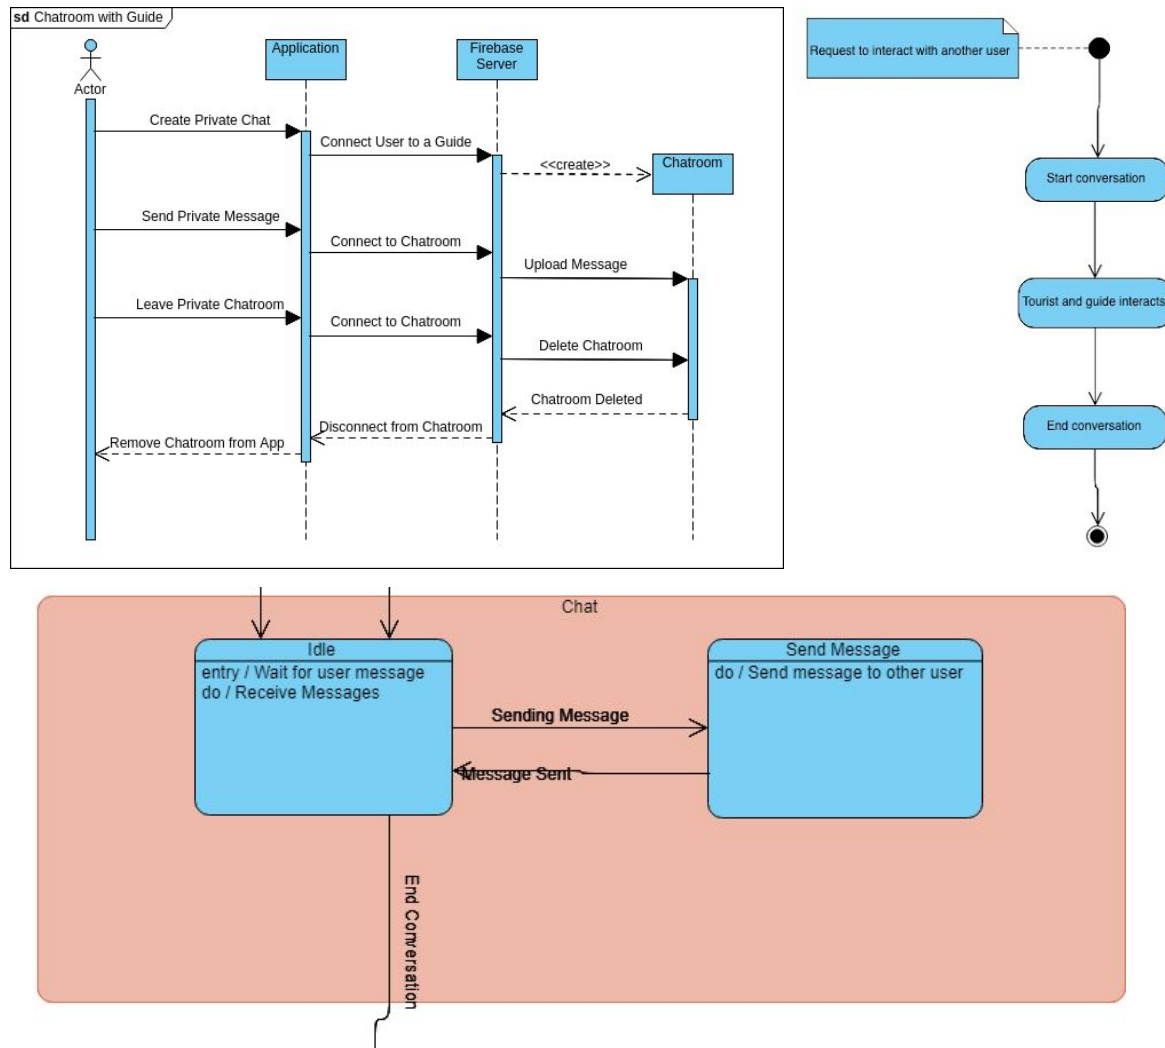 sd Chatroom with Guide
Actor
Application
Firebase
Server
Create Private Chat
Connect User to a Guide
<<create>>
Chatroom
Send Private Message
Connect to Chatroom
Upload Message
Leave Private Chatroom
Connect to Chatroom
Delete Chatroom
Chatroom Deleted
Disconnect from Chatroom
Remove Chatroom from App
Request to interact with another user
Start conversation
Tourist and guide interacts
End conversation
Chat
Idle
entry / Wait for user message
do / Receive Messages
Send Message
do / Send message to other user
Sending Message
Message Sent
End Conversation